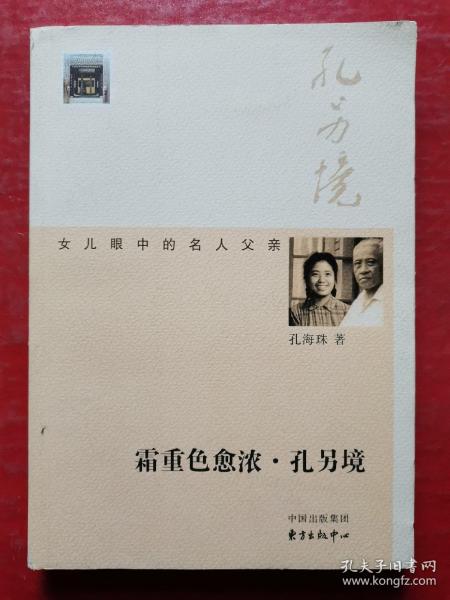 孔另境
女儿眼中的名人父亲
孔海珠 著
霜重色愈浓·孔另境
中国出版集团
东方出版中心
孔夫子旧书网
www.kongfz.com